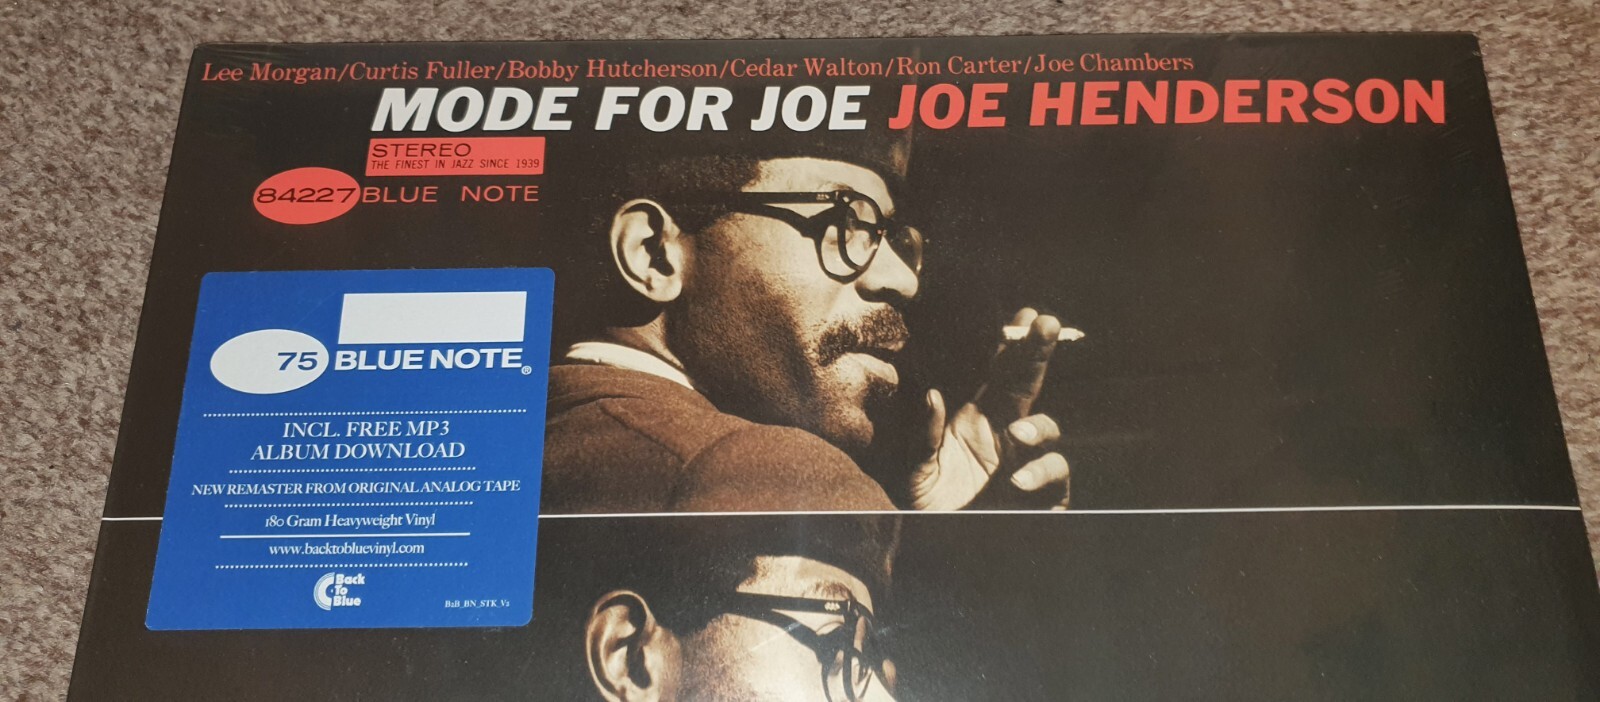 Lee Morgan/Curtis Fuller/Bobby Hutcherson/Cedar Walton/Ron Carter/Joe Chambers
MODE FOR JOE JOE HENDERSON
STEREO
THE FINEST IN JAZZ SINCE 1939
84227 BLUE NOTE
75 BLUE NOTE®
INCL. FREE MP3
ALBUM DOWNLOAD
NEW REMASTER FROM ORIGINAL ANALOG TAPE
180 Gram Heavyweight Vinyl
www.backtobluevinyl.com
Back
To
Blue
B2B_BN_STK_V2